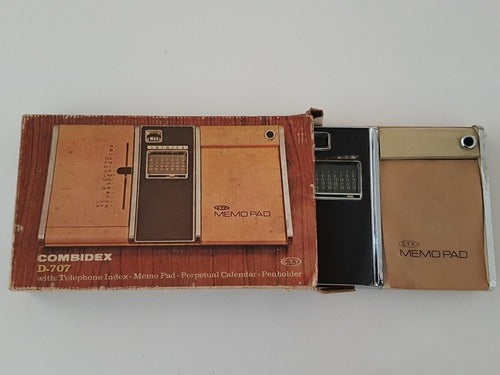 MEMO PAD
COMBIDEX
D-707
with Telephone Index - Memo Pad - Perpetual Calendar - Penholder
C.T.Y
C.T.Y
MEMO PAD